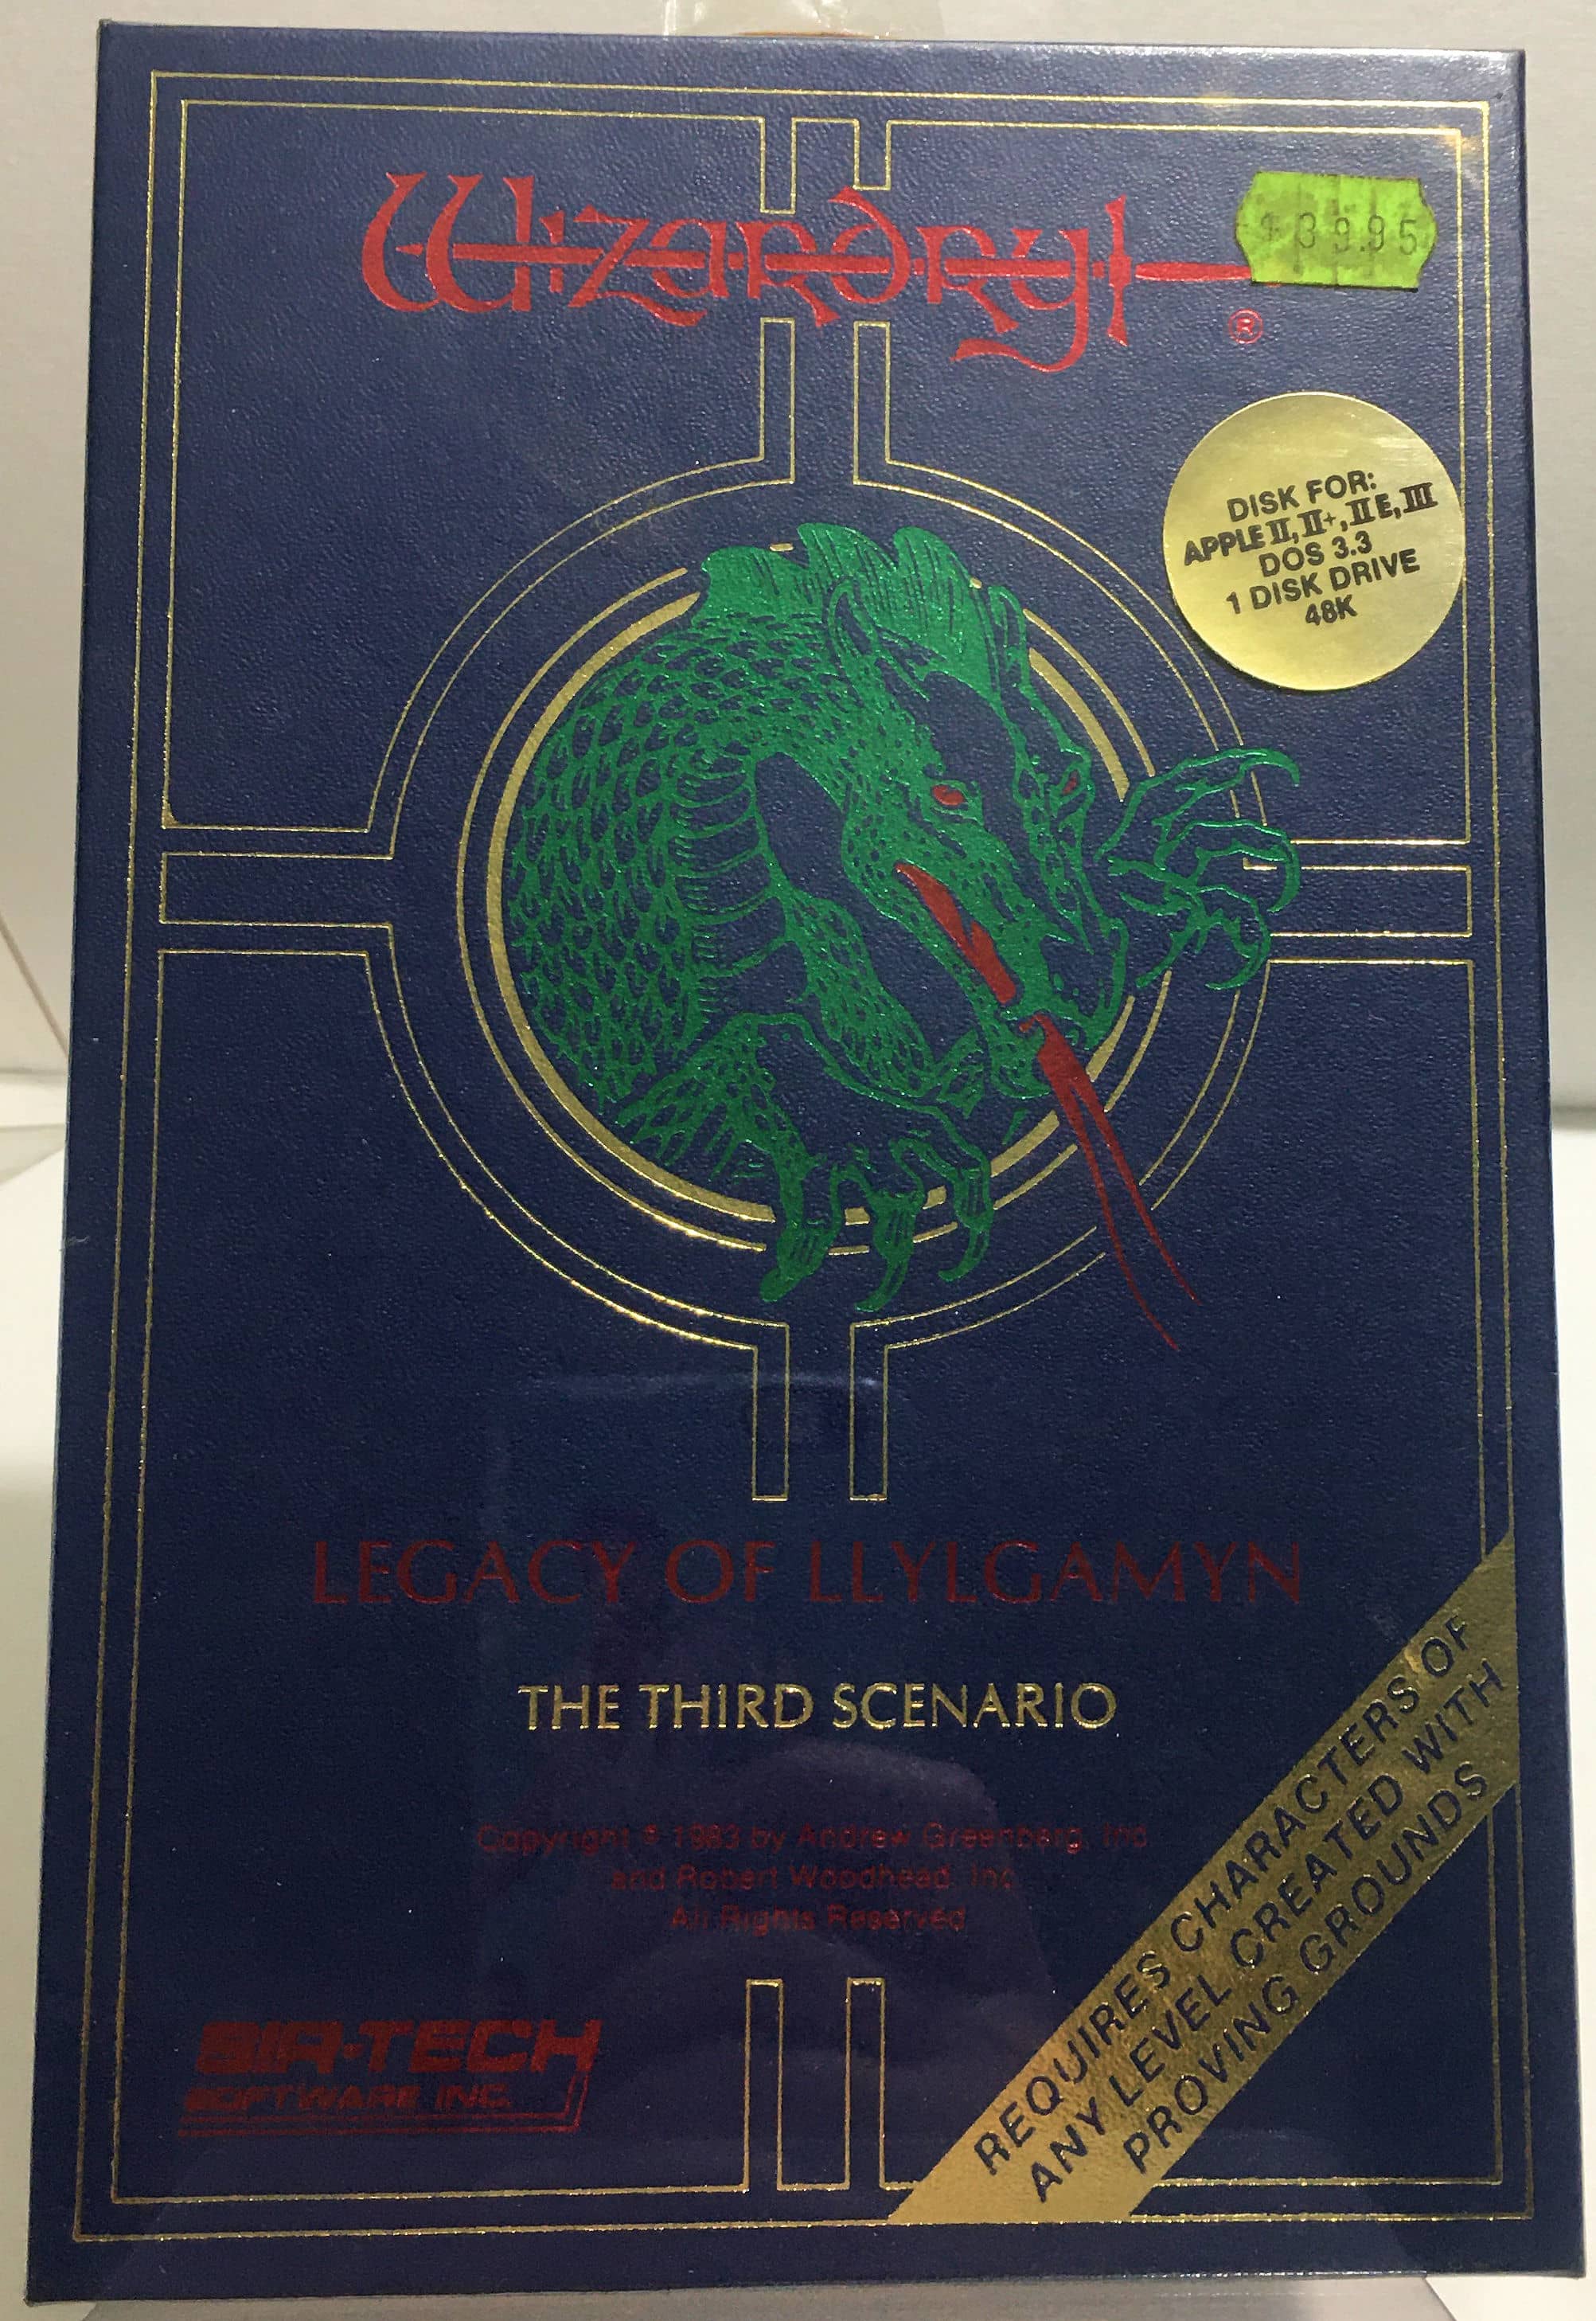 Wizardry
®
$39.95
DISK FOR:
APPLE II, II+, II E, III
DOS 3.3
1 DISK DRIVE
48K
LEGACY OF LLYLGAMYN
THE THIRD SCENARIO
Copyright © 1983 by Andrew Greenberg, Inc.
and Robert Woodhead, Inc.
All Rights Reserved
SIR-TECH
SOFTWARE INC.
REQUIRES CHARACTERS OF
ANY LEVEL CREATED WITH
PROVING GROUNDS